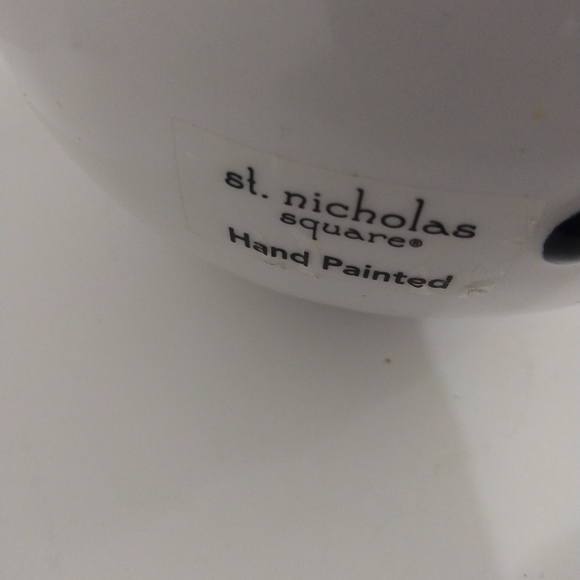 st. nicholas
square®
Hand Painted